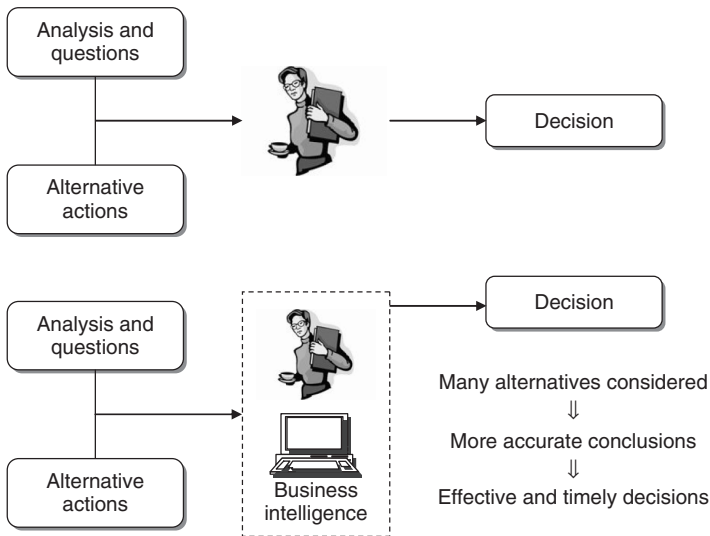 Analysis and
questions
Decision
Alternative
actions
Analysis and
questions
Decision
Many alternatives considered
⇓
More accurate conclusions
⇓
Effective and timely decisions
Alternative
actions
Business
intelligence